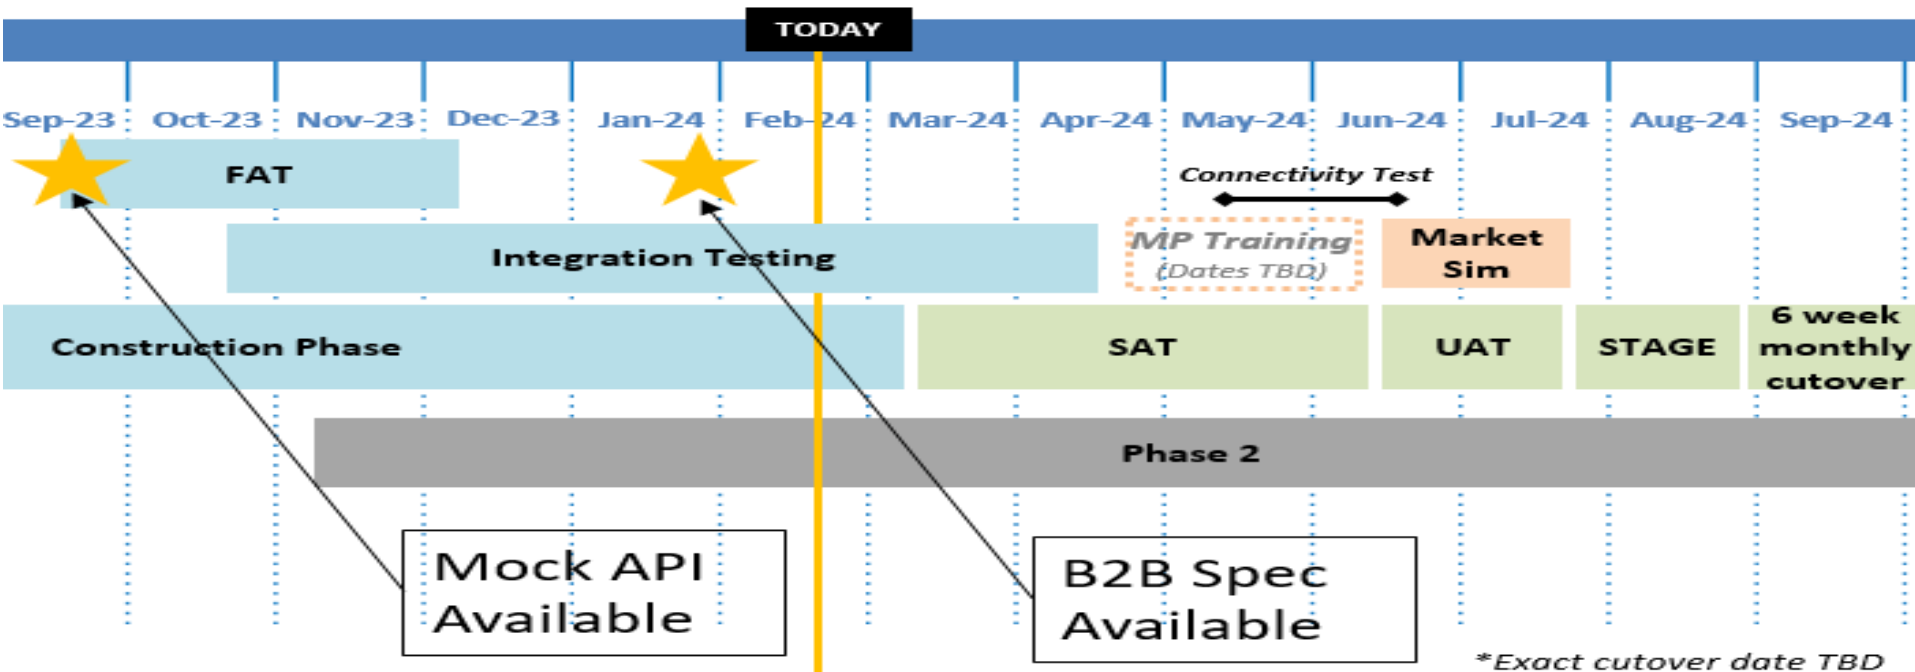 TODAY
Sep-23 Oct-23 Nov-23 Dec-23 Jan-24 Feb-24 Mar-24 Apr-24 May-24 Jun-24 Jul-24 Aug-24 Sep-24
FAT
Connectivity Test
Integration Testing
MP Training
(Dates TBD)
Market
Sim
Construction Phase
SAT
UAT
STAGE
6 week
monthly
cutover
Phase 2
Mock API
Available
B2B Spec
Available
*Exact cutover date TBD